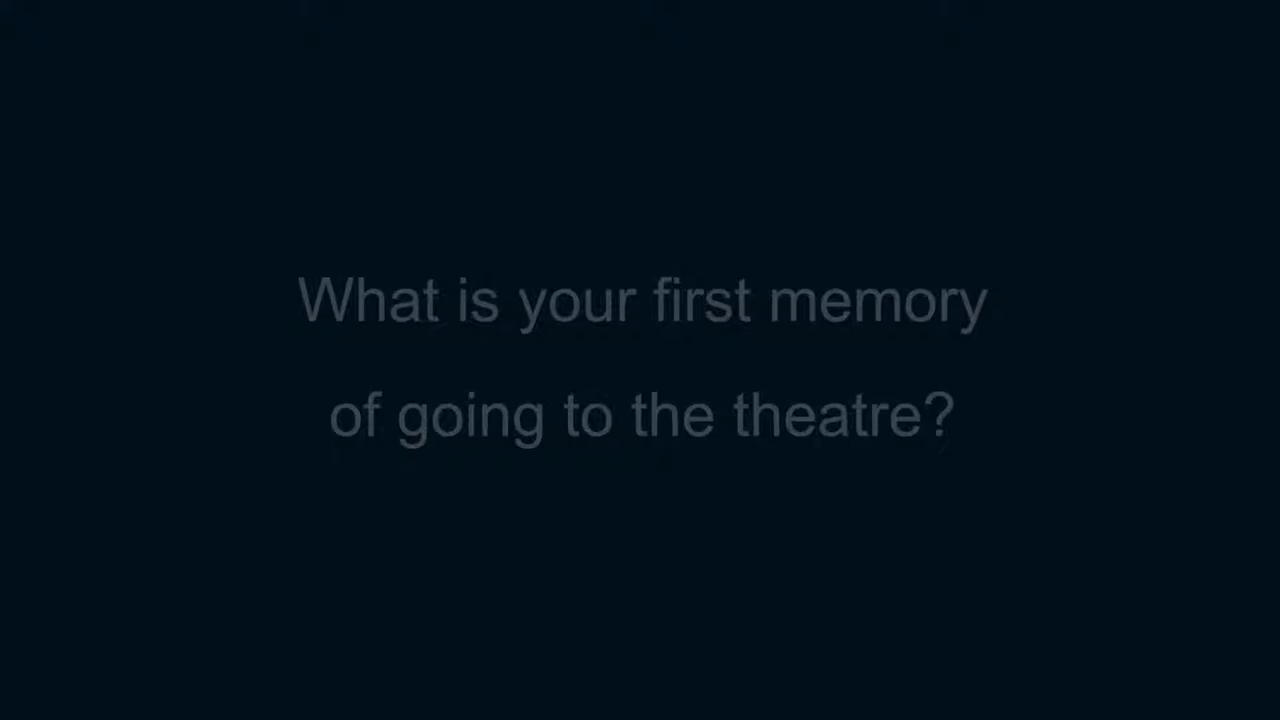 What is your first memory
of going to the theatre?